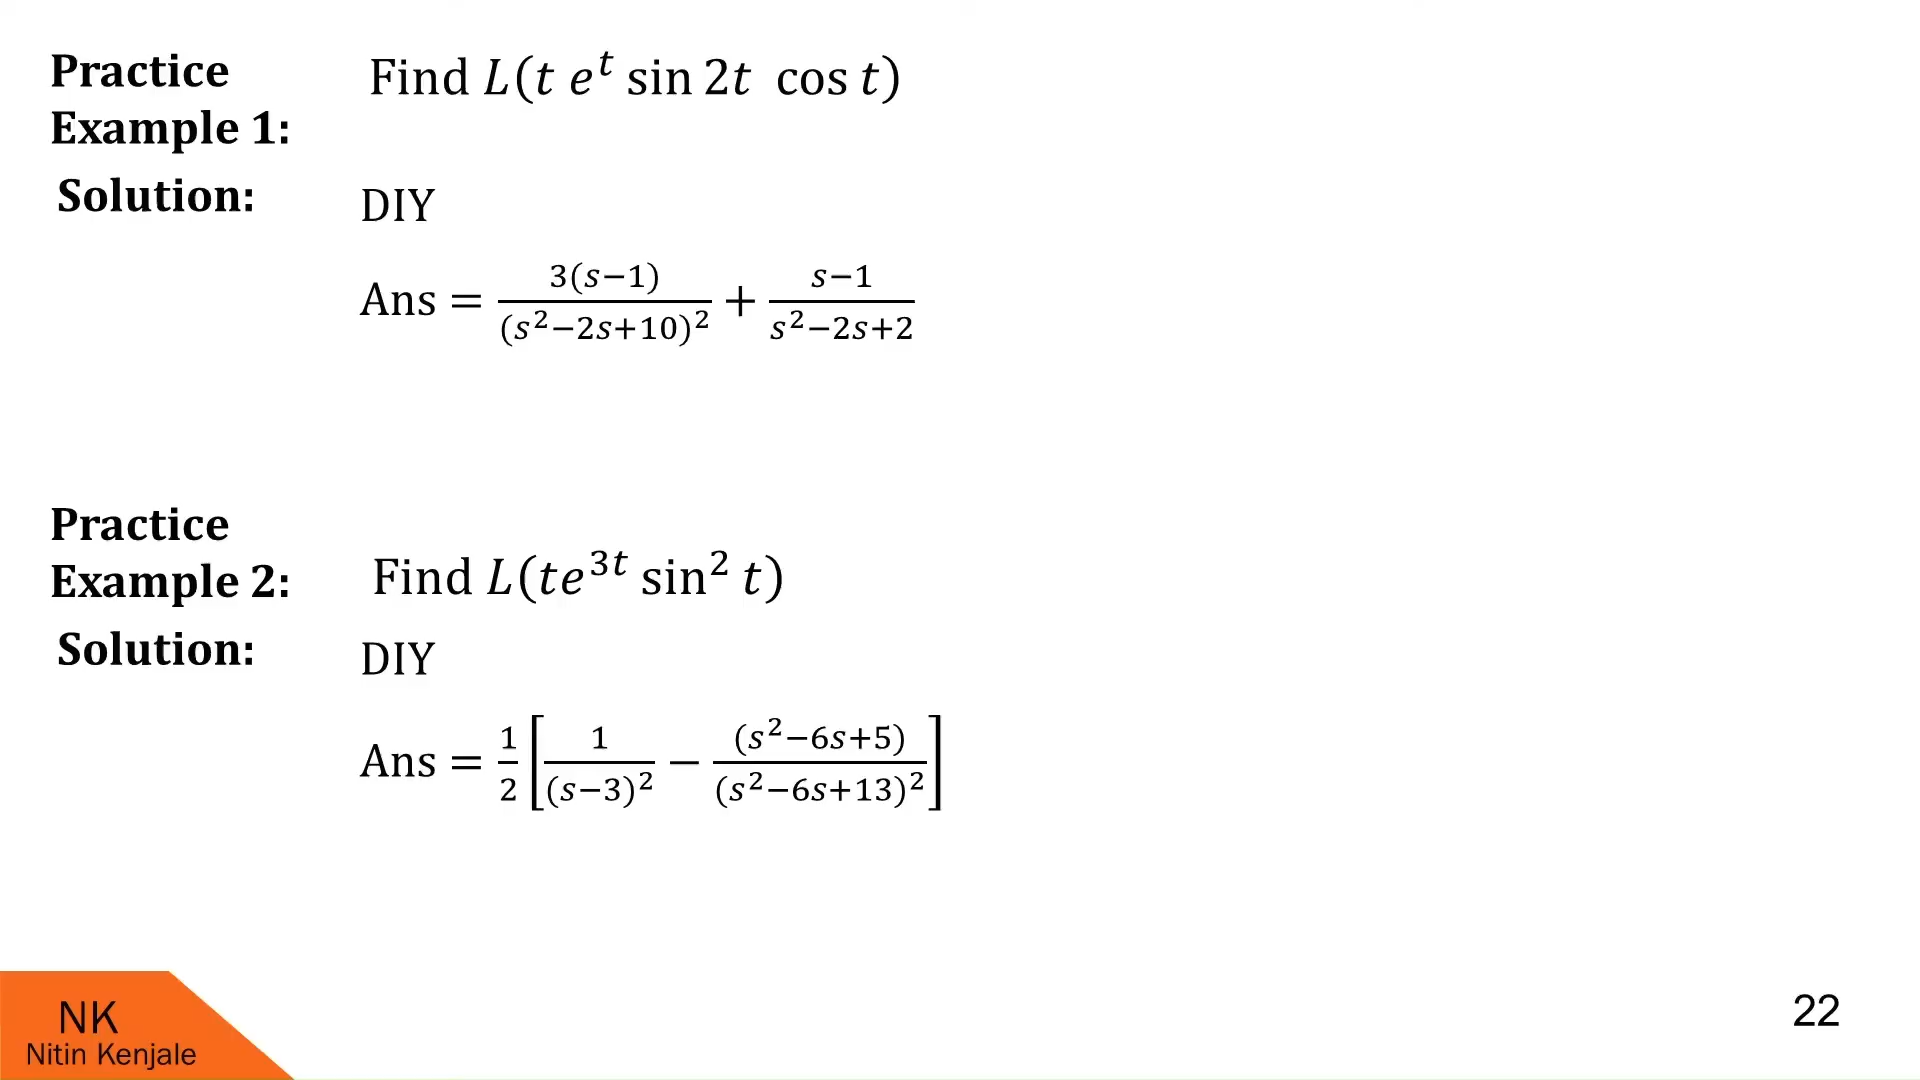 Practice
Example 1:
Find L(t e^t sin 2t cos t)
Solution:
DIY
Ans = 3(s−1)/(s²−2s+10)² + s−1/s²−2s+2
Practice
Example 2:
Find L(te^{3t} sin² t)
Solution:
DIY
Ans = 1/2 [1/(s−3)² − (s²−6s+5)/(s²−6s+13)²]
NK
Nitin Kenjale
22